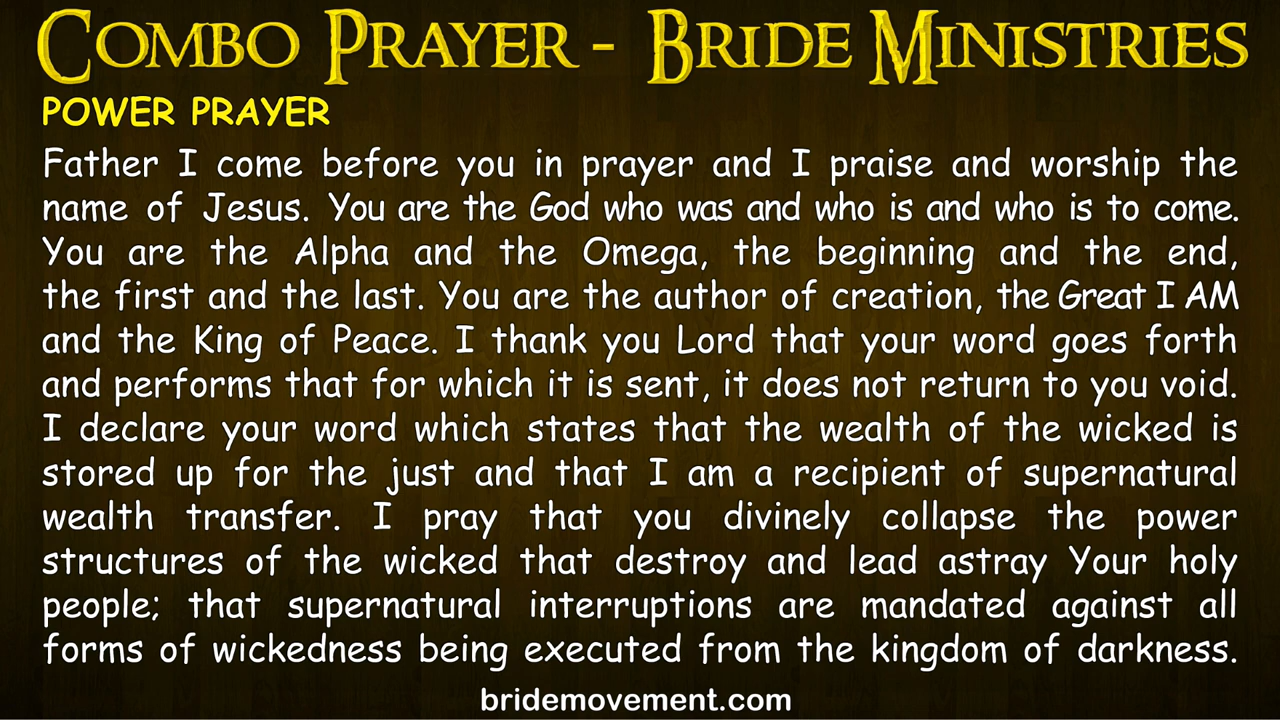 COMBO PRAYER - BRIDE MINISTRIES
POWER PRAYER
Father I come before you in prayer and I praise and worship the
name of Jesus. You are the God who was and who is and who is to come.
You are the Alpha and the Omega, the beginning and the end,
the first and the last. You are the author of creation, the Great I AM
and the King of Peace. I thank you Lord that your word goes forth
and performs that for which it is sent, it does not return to you void.
I declare your word which states that the wealth of the wicked is
stored up for the just and that I am a recipient of supernatural
wealth transfer. I pray that you divinely collapse the power
structures of the wicked that destroy and lead astray Your holy
people; that supernatural interruptions are mandated against all
forms of wickedness being executed from the kingdom of darkness.
bridemovement.com